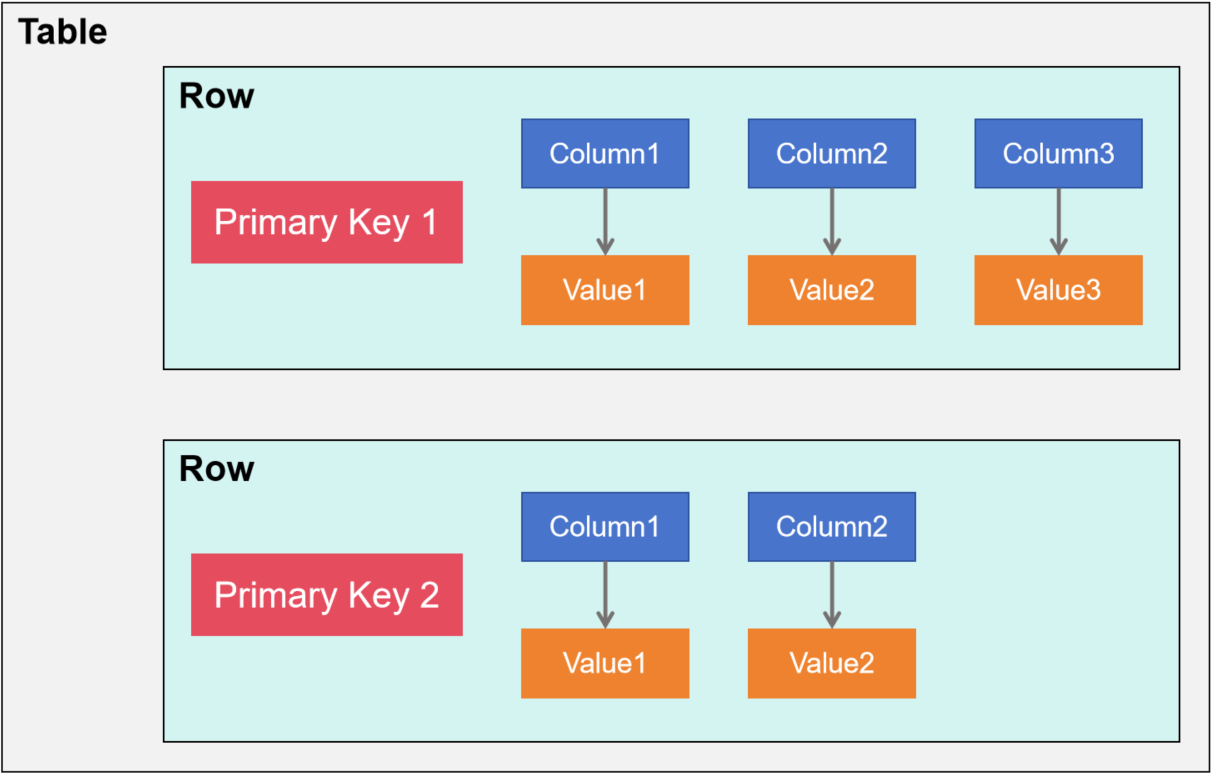 Table
Row
Column1 Column2 Column3
Primary Key 1
Value1 Value2 Value3
Row
Column1 Column2
Primary Key 2
Value1 Value2